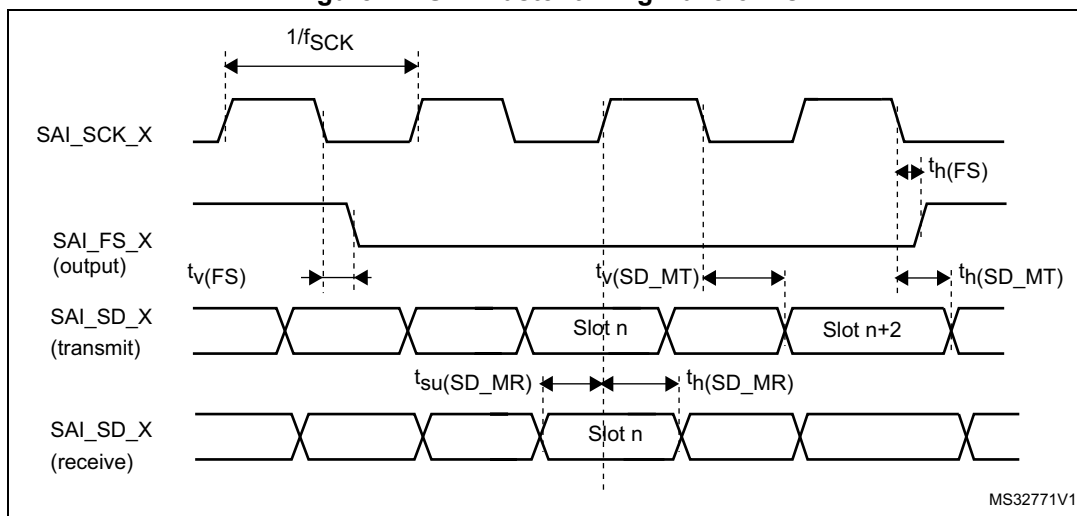 1/fSCK
SAI_SCK_X
th(FS)
SAI_FS_X
(output)
tv(FS)
tv(SD_MT)
th(SD_MT)
SAI_SD_X
(transmit)
Slot n
Slot n+2
tsu(SD_MR)
th(SD_MR)
SAI_SD_X
(receive)
Slot n
MS32771V1